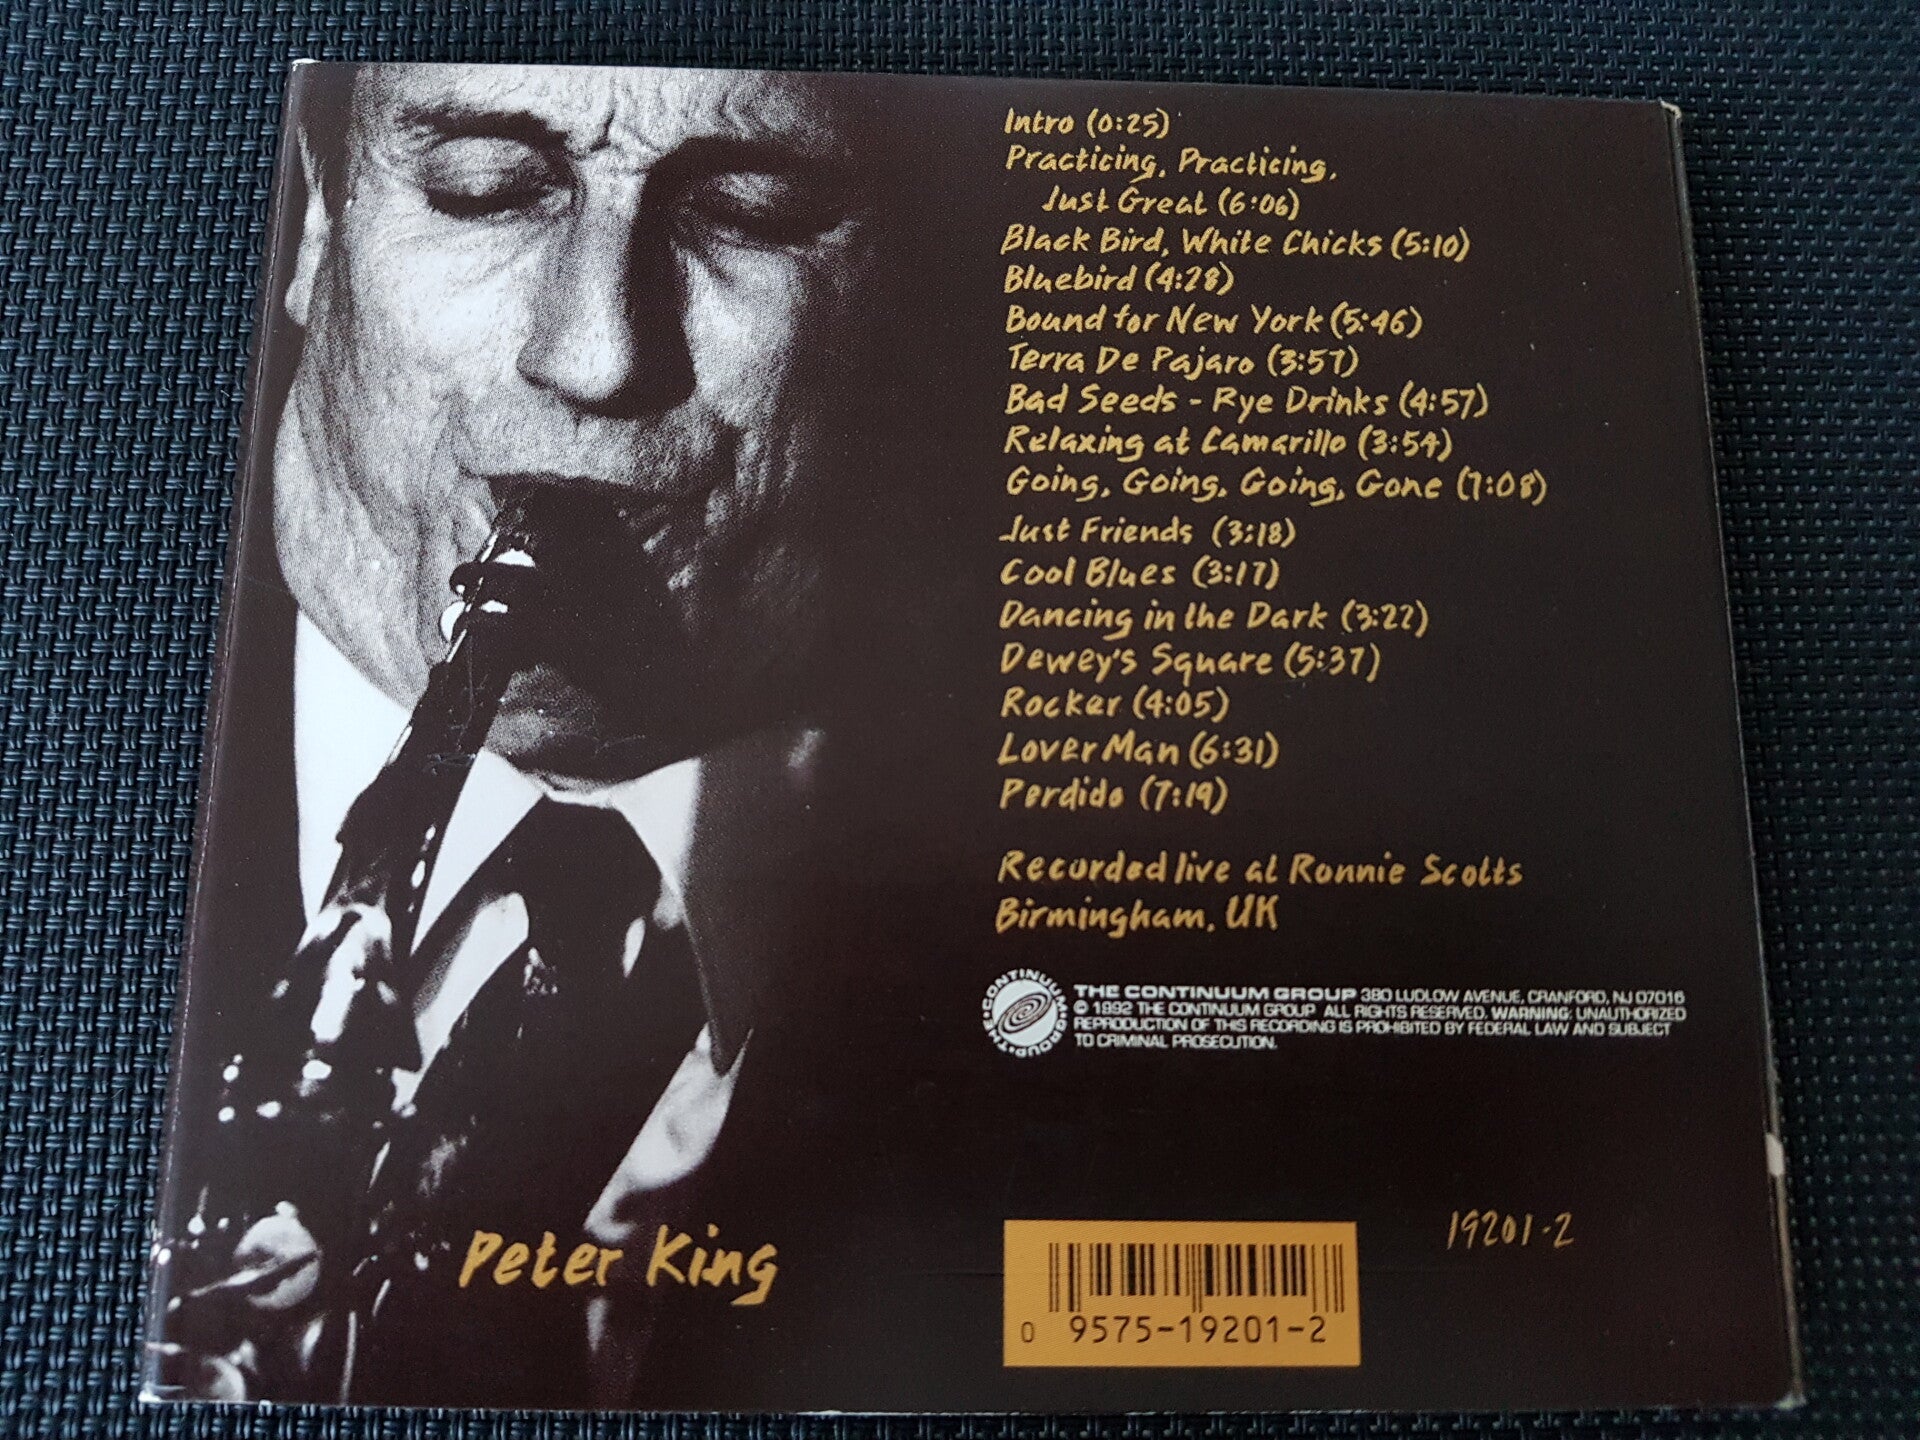 Intro (0:25)
Practicing, Practicing,
Just Great (6:06)
Black Bird, White Chicks (5:10)
Bluebird (4:28)
Bound for New York (5:46)
Terra De Pajaro (3:57)
Bad Seeds - Rye Drinks (4:57)
Relaxing at Camarillo (3:54)
Going, Going, Going, Gone (7:08)
Just Friends (3:18)
Cool Blues (3:17)
Dancing in the Dark (3:22)
Dewey's Square (5:37)
Rocker (4:05)
Lover Man (6:31)
Perdido (7:19)
Recorded live at Ronnie Scotts
Birmingham, UK
THE CONTINUUM GROUP
THE CONTINUUM GROUP 380 LUDLOW AVENUE, CRANFORD, NJ 07016
© 1992 THE CONTINUUM GROUP ALL RIGHTS RESERVED. WARNING: UNAUTHORIZED
REPRODUCTION OF THIS RECORDING IS PROHIBITED BY FEDERAL LAW AND SUBJECT
TO CRIMINAL PROSECUTION.
19201-2
Peter King
0 9575-19201-2